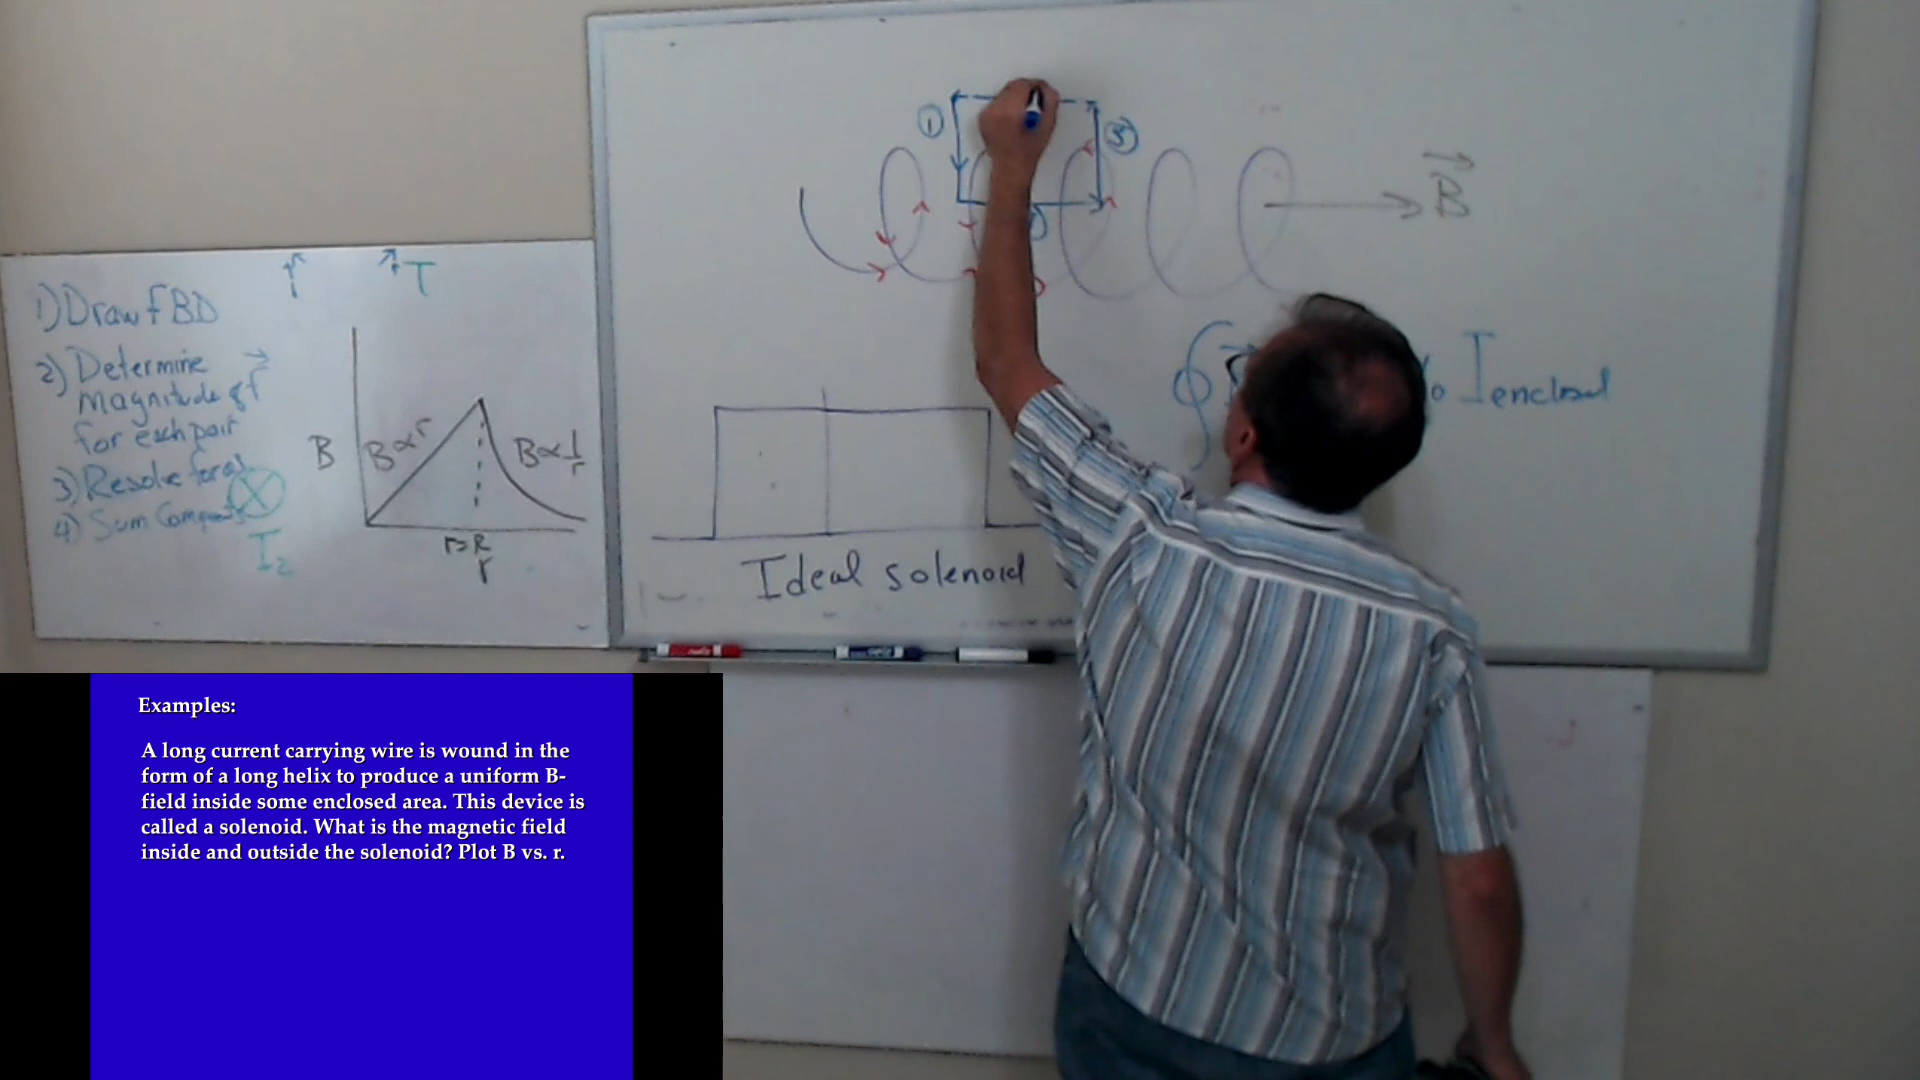 ①
③
B
1) Draw FBD
T
2) Determine
magnitude of F
for each pair
3) Resolve forces
4) Sum Components
I₂
B
B∝r
B∝1/r
r=R
r
I enclosed
Ideal solenoid
Examples:
A long current carrying wire is wound in the
form of a long helix to produce a uniform B-
field inside some enclosed area. This device is
called a solenoid. What is the magnetic field
inside and outside the solenoid? Plot B vs. r.